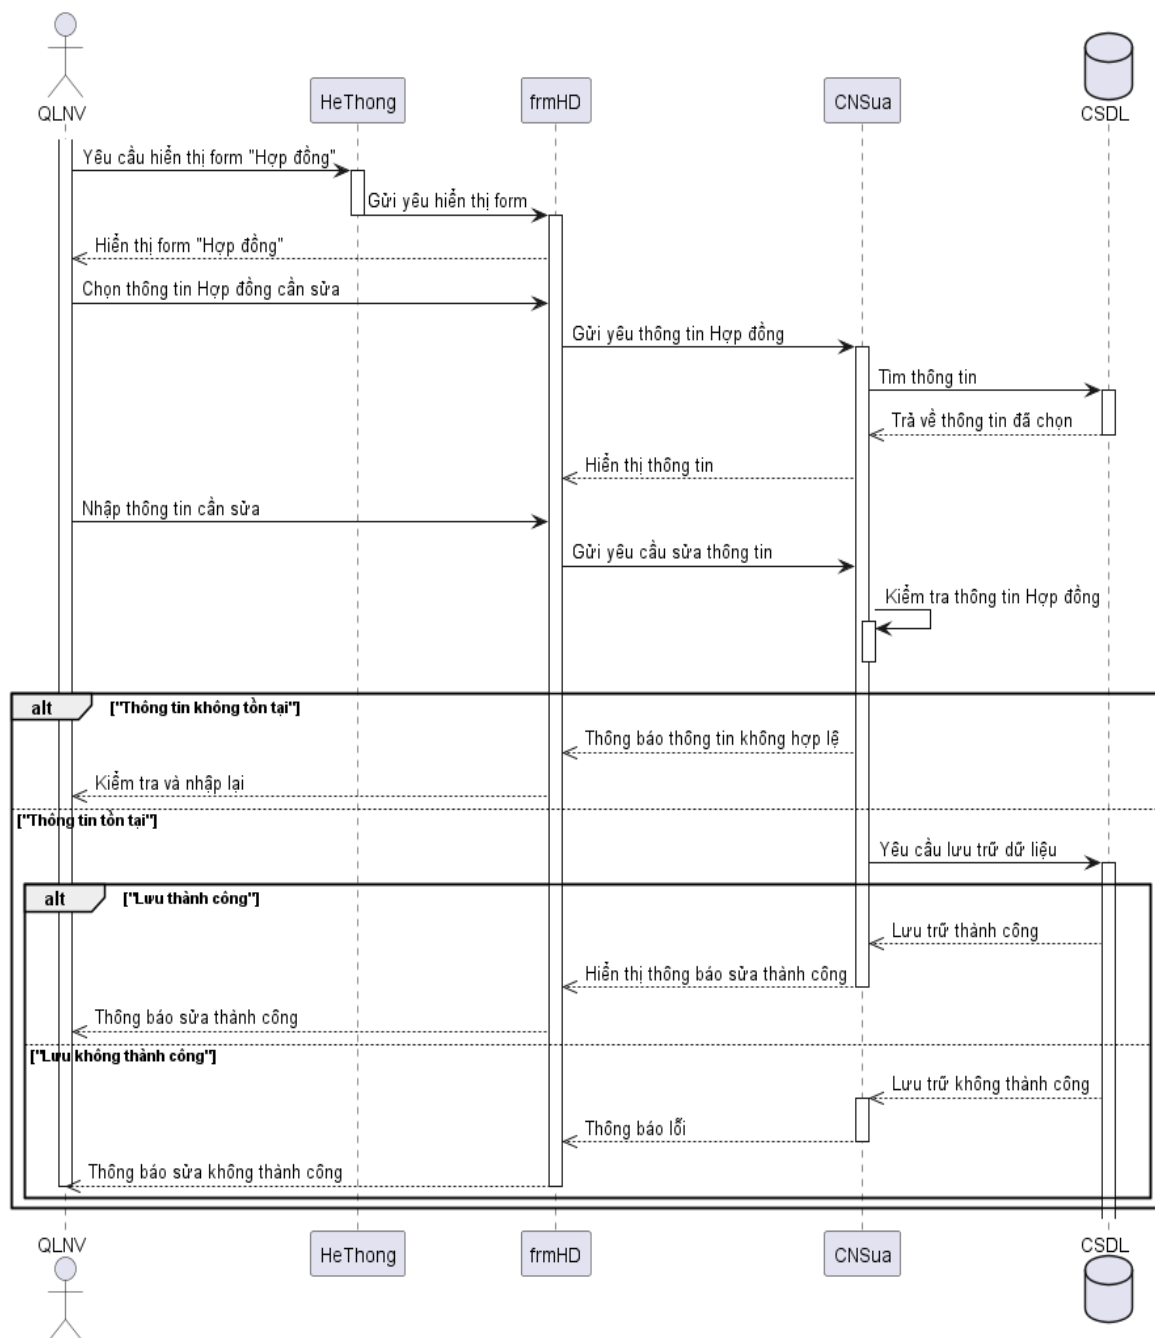 QLNV
HeThong
frmHD
CNSua
CSDL
Yêu cầu hiển thị form "Hợp đồng"
Gửi yêu hiển thị form
Hiển thị form "Hợp đồng"
Chọn thông tin Hợp đồng cần sửa
Gửi yêu thông tin Hợp đồng
Tìm thông tin
Trả về thông tin đã chọn
Hiển thị thông tin
Nhập thông tin cần sửa
Gửi yêu cầu sửa thông tin
Kiểm tra thông tin Hợp đồng
alt
["Thông tin không tồn tại"]
Thông báo thông tin không hợp lệ
Kiểm tra và nhập lại
["Thông tin tồn tại"]
Yêu cầu lưu trữ dữ liệu
alt
["Lưu thành công"]
Lưu trữ thành công
Hiển thị thông báo sửa thành công
Thông báo sửa thành công
["Lưu không thành công"]
Lưu trữ không thành công
Thông báo lỗi
Thông báo sửa không thành công
QLNV
HeThong
frmHD
CNSua
CSDL